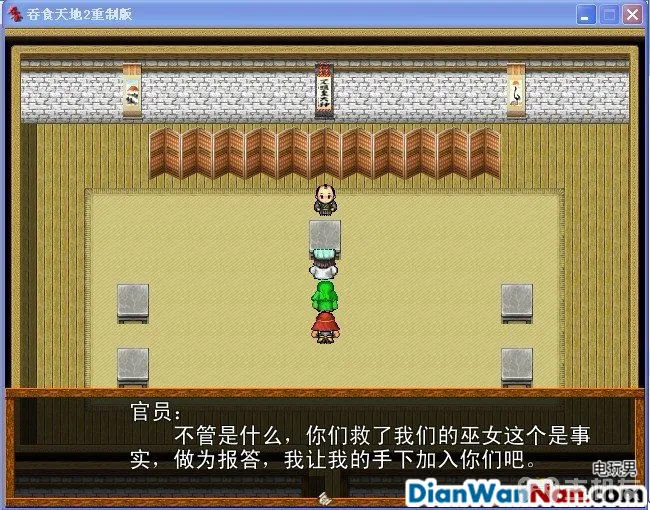 吞食天地2重制版
官员：
不管是什么，你们救了我们的巫女这个是事
实，做为报答，我让我的手下加入你们吧。
电玩男
DianWanNan.com